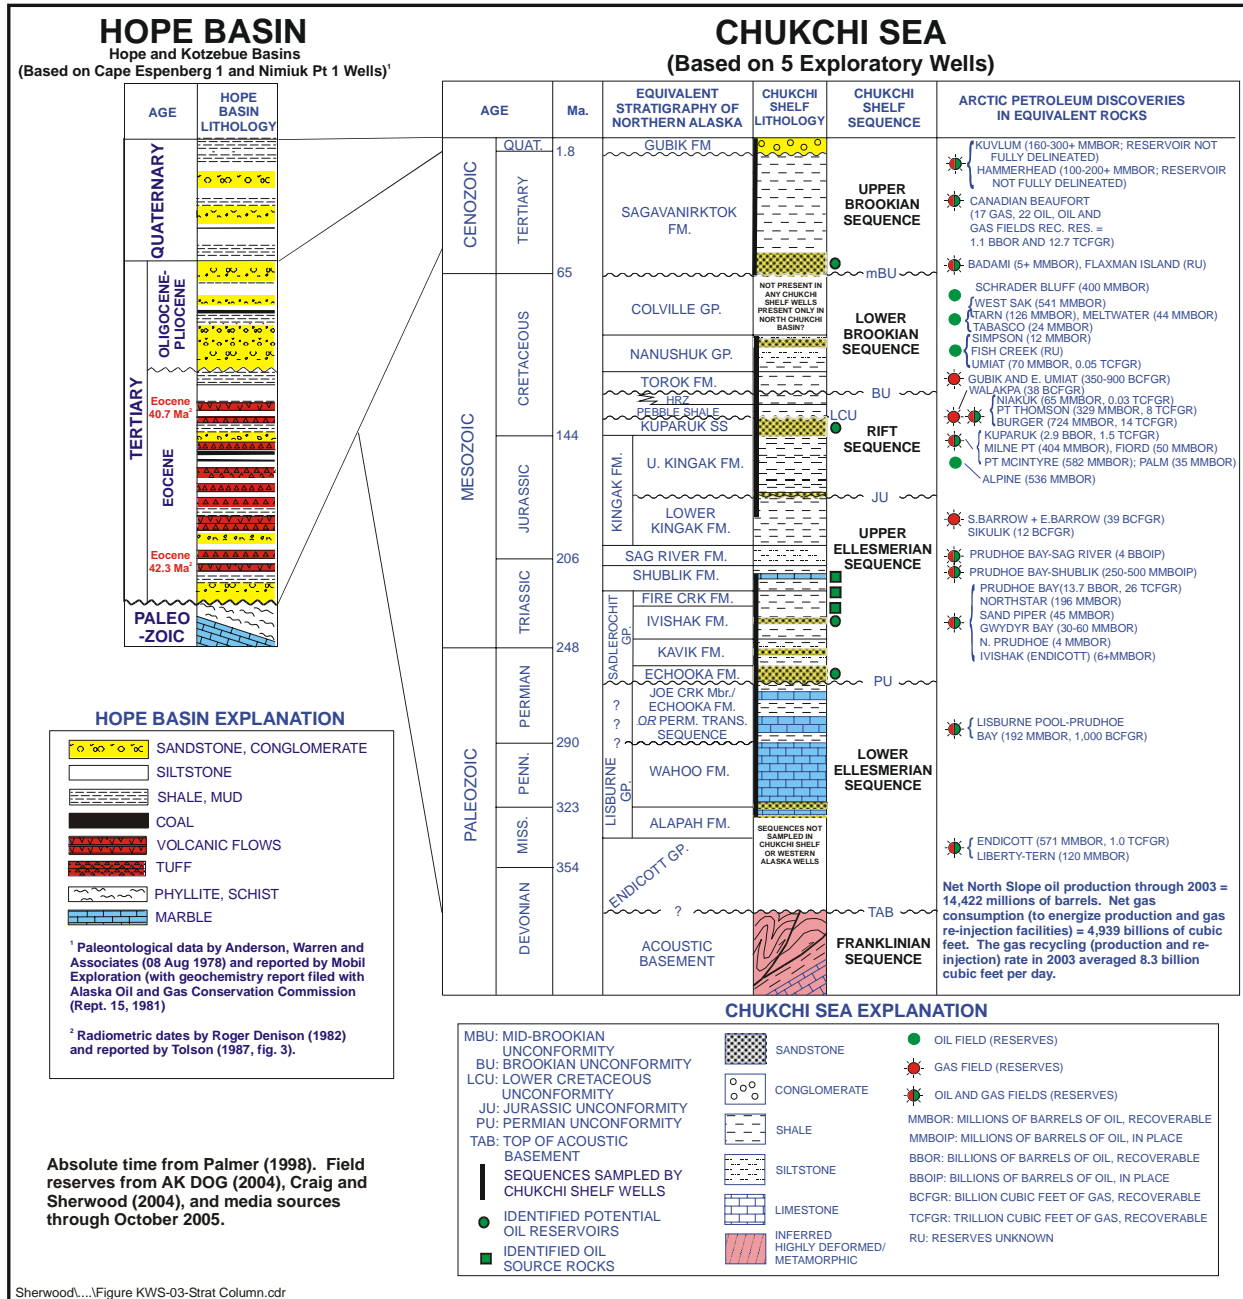 HOPE BASIN
Hope and Kotzebue Basins
(Based on Cape Espenberg 1 and Nimiuk Pt 1 Wells)1
AGE
HOPE
BASIN
LITHOLOGY
QUATERNARY
TERTIARY
OLIGOCENE-
PLIOCENE
EOCENE
Eocene
40.7 Ma2
Eocene
42.3 Ma2
PALEO
-ZOIC
HOPE BASIN EXPLANATION
SANDSTONE, CONGLOMERATE
SILTSTONE
SHALE, MUD
COAL
VOLCANIC FLOWS
TUFF
PHYLLITE, SCHIST
MARBLE
1 Paleontological data by Anderson, Warren and
Associates (08 Aug 1978) and reported by Mobil
Exploration (with geochemistry report filed with
Alaska Oil and Gas Conservation Commission
(Rept. 15, 1981)
2 Radiometric dates by Roger Denison (1982)
and reported by Tolson (1987, fig. 3).
Absolute time from Palmer (1998). Field
reserves from AK DOG (2004), Craig and
Sherwood (2004), and media sources
through October 2005.
Sherwood\....\Figure KWS-03-Strat Column.cdr
CHUKCHI SEA
(Based on 5 Exploratory Wells)
AGE
Ma.
EQUIVALENT
STRATIGRAPHY OF
NORTHERN ALASKA
CHUKCHI
SHELF
LITHOLOGY
CHUKCHI
SHELF
SEQUENCE
ARCTIC PETROLEUM DISCOVERIES
IN EQUIVALENT ROCKS
CENOZOIC
MESOZOIC
PALEOZOIC
QUAT.
TERTIARY
CRETACEOUS
JURASSIC
TRIASSIC
PERMIAN
PENN.
MISS.
DEVONIAN
1.8
65
144
206
248
290
323
354
GUBIK FM
SAGAVANIRKTOK
FM.
COLVILLE GP.
NANUSHUK GP.
TOROK FM.
HRZ
PEBBLE SHALE
KUPARUK SS
KINGAK FM.
U. KINGAK FM.
LOWER
KINGAK FM.
SAG RIVER FM.
SHUBLIK FM.
SADLEROCHIT
GP.
FIRE CRK FM.
IVISHAK FM.
KAVIK FM.
ECHOOKA FM.
?
?
?
JOE CRK Mbr./
ECHOOKA FM.
OR PERM. TRANS.
SEQUENCE
LISBURNE
GP.
WAHOO FM.
ALAPAH FM.
ENDICOTT GP.
?
ACOUSTIC
BASEMENT
NOT PRESENT IN
ANY CHUKCHI
SHELF WELLS
PRESENT ONLY IN
NORTH CHUKCHI
BASIN?
SEQUENCES NOT
SAMPLED IN
CHUKCHI SHELF
OR WESTERN
ALASKA WELLS
UPPER
BROOKIAN
SEQUENCE
mBU
LOWER
BROOKIAN
SEQUENCE
BU
LCU
RIFT
SEQUENCE
JU
UPPER
ELLESMERIAN
SEQUENCE
PU
LOWER
ELLESMERIAN
SEQUENCE
TAB
FRANKLINIAN
SEQUENCE
KUVLUM (160-300+ MMBOR; RESERVOIR NOT
FULLY DELINEATED)
HAMMERHEAD (100-200+ MMBOR; RESERVOIR
NOT FULLY DELINEATED)
CANADIAN BEAUFORT
(17 GAS, 22 OIL, OIL AND
GAS FIELDS REC. RES. =
1.1 BBOR AND 12.7 TCFGR)
BADAMI (5+ MMBOR), FLAXMAN ISLAND (RU)
SCHRADER BLUFF (400 MMBOR)
WEST SAK (541 MMBOR)
TARN (126 MMBOR), MELTWATER (44 MMBOR)
TABASCO (24 MMBOR)
SIMPSON (12 MMBOR)
FISH CREEK (RU)
UMIAT (70 MMBOR, 0.05 TCFGR)
GUBIK AND E. UMIAT (350-900 BCFGR)
WALAKPA (38 BCFGR)
NIAKUK (65 MMBOR, 0.03 TCFGR)
PT THOMSON (329 MMBOR, 8 TCFGR)
BURGER (724 MMBOR, 14 TCFGR)
KUPARUK (2.9 BBOR, 1.5 TCFGR)
MILNE PT (404 MMBOR), FIORD (50 MMBOR)
PT MCINTYRE (582 MMBOR); PALM (35 MMBOR)
ALPINE (536 MMBOR)
S.BARROW + E.BARROW (39 BCFGR)
SIKULIK (12 BCFGR)
PRUDHOE BAY-SAG RIVER (4 BBOIP)
PRUDHOE BAY-SHUBLIK (250-500 MMBOIP)
PRUDHOE BAY(13.7 BBOR, 26 TCFGR)
NORTHSTAR (196 MMBOR)
SAND PIPER (45 MMBOR)
GWYDYR BAY (30-60 MMBOR)
N. PRUDHOE (4 MMBOR)
IVISHAK (ENDICOTT) (6+MMBOR)
LISBURNE POOL-PRUDHOE
BAY (192 MMBOR, 1,000 BCFGR)
ENDICOTT (571 MMBOR, 1.0 TCFGR)
LIBERTY-TERN (120 MMBOR)
Net North Slope oil production through 2003 =
14,422 millions of barrels. Net gas
consumption (to energize production and gas
re-injection facilities) = 4,939 billions of cubic
feet. The gas recycling (production and re-
injection) rate in 2003 averaged 8.3 billion
cubic feet per day.
CHUKCHI SEA EXPLANATION
MBU: MID-BROOKIAN
UNCONFORMITY
BU: BROOKIAN UNCONFORMITY
LCU: LOWER CRETACEOUS
UNCONFORMITY
JU: JURASSIC UNCONFORMITY
PU: PERMIAN UNCONFORMITY
TAB: TOP OF ACOUSTIC
BASEMENT
SEQUENCES SAMPLED BY
CHUKCHI SHELF WELLS
IDENTIFIED POTENTIAL
OIL RESERVOIRS
IDENTIFIED OIL
SOURCE ROCKS
SANDSTONE
CONGLOMERATE
SHALE
SILTSTONE
LIMESTONE
INFERRED
HIGHLY DEFORMED/
METAMORPHIC
OIL FIELD (RESERVES)
GAS FIELD (RESERVES)
OIL AND GAS FIELDS (RESERVES)
MMBOR: MILLIONS OF BARRELS OF OIL, RECOVERABLE
MMBOIP: MILLIONS OF BARRELS OF OIL, IN PLACE
BBOR: BILLIONS OF BARRELS OF OIL, RECOVERABLE
BBOIP: BILLIONS OF BARRELS OF OIL, IN PLACE
BCFGR: BILLION CUBIC FEET OF GAS, RECOVERABLE
TCFGR: TRILLION CUBIC FEET OF GAS, RECOVERABLE
RU: RESERVES UNKNOWN